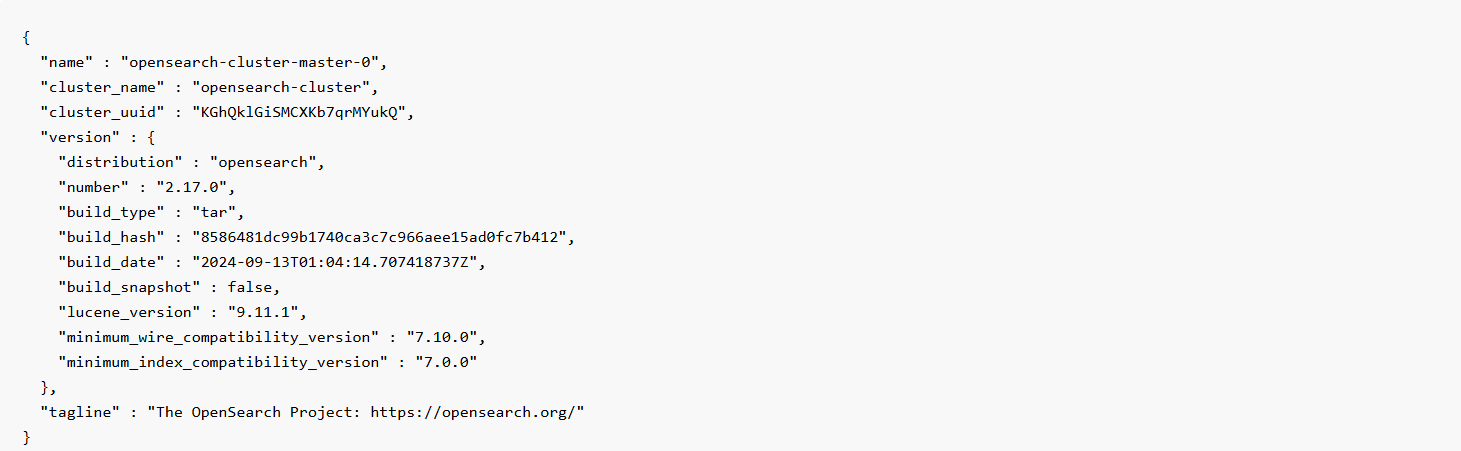 {
  "name" : "opensearch-cluster-master-0",
  "cluster_name" : "opensearch-cluster",
  "cluster_uuid" : "KGhQklGiSMCXKb7qrMYukQ",
  "version" : {
    "distribution" : "opensearch",
    "number" : "2.17.0",
    "build_type" : "tar",
    "build_hash" : "8586481dc99b1740ca3c7c966aee15ad0fc7b412",
    "build_date" : "2024-09-13T01:04:14.707418737Z",
    "build_snapshot" : false,
    "lucene_version" : "9.11.1",
    "minimum_wire_compatibility_version" : "7.10.0",
    "minimum_index_compatibility_version" : "7.0.0"
  },
  "tagline" : "The OpenSearch Project: https://opensearch.org/"
}